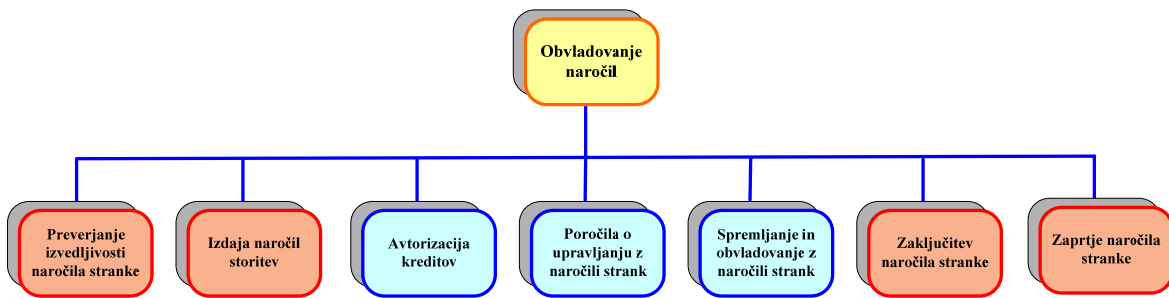 Obvladovanje
naročil
Preverjanje
izvedljivosti
naročila stranke
Izdaja naročil
storitev
Avtorizacija
kreditov
Poročila o
upravljanju z
naročili strank
Spremljanje in
obvladovanje z
naročili strank
Zaključitev
naročila stranke
Zaprtje naročila
stranke